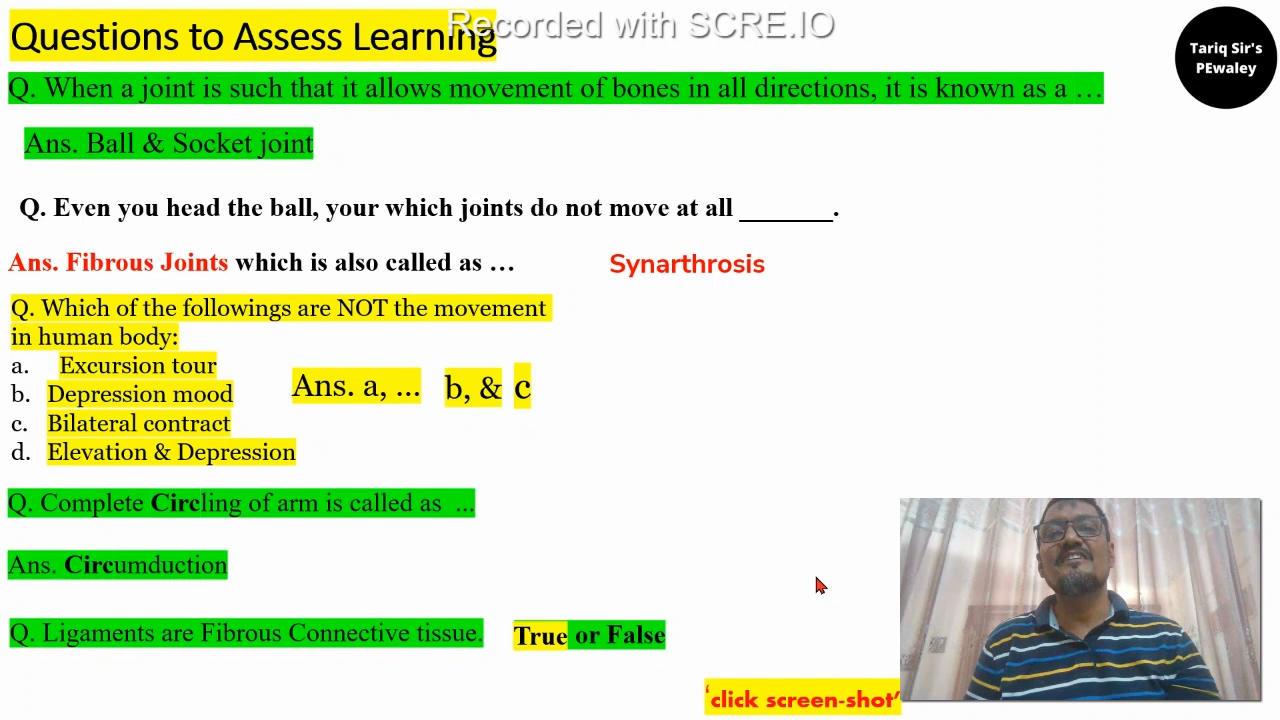 Recorded with SCRE.IO
Questions to Assess Learning
Tariq Sir's
PEwaley
Q. When a joint is such that it allows movement of bones in all directions, it is known as a …
Ans. Ball & Socket joint
Q. Even you head the ball, your which joints do not move at all _______.
Ans. Fibrous Joints which is also called as … Synarthrosis
Q. Which of the followings are NOT the movement
in human body:
a. Excursion tour
b. Depression mood
c. Bilateral contract
d. Elevation & Depression
Ans. a, ... b, & c
Q. Complete Circling of arm is called as ...
Ans. Circumduction
Q. Ligaments are Fibrous Connective tissue. True or False
‘click screen-shot’